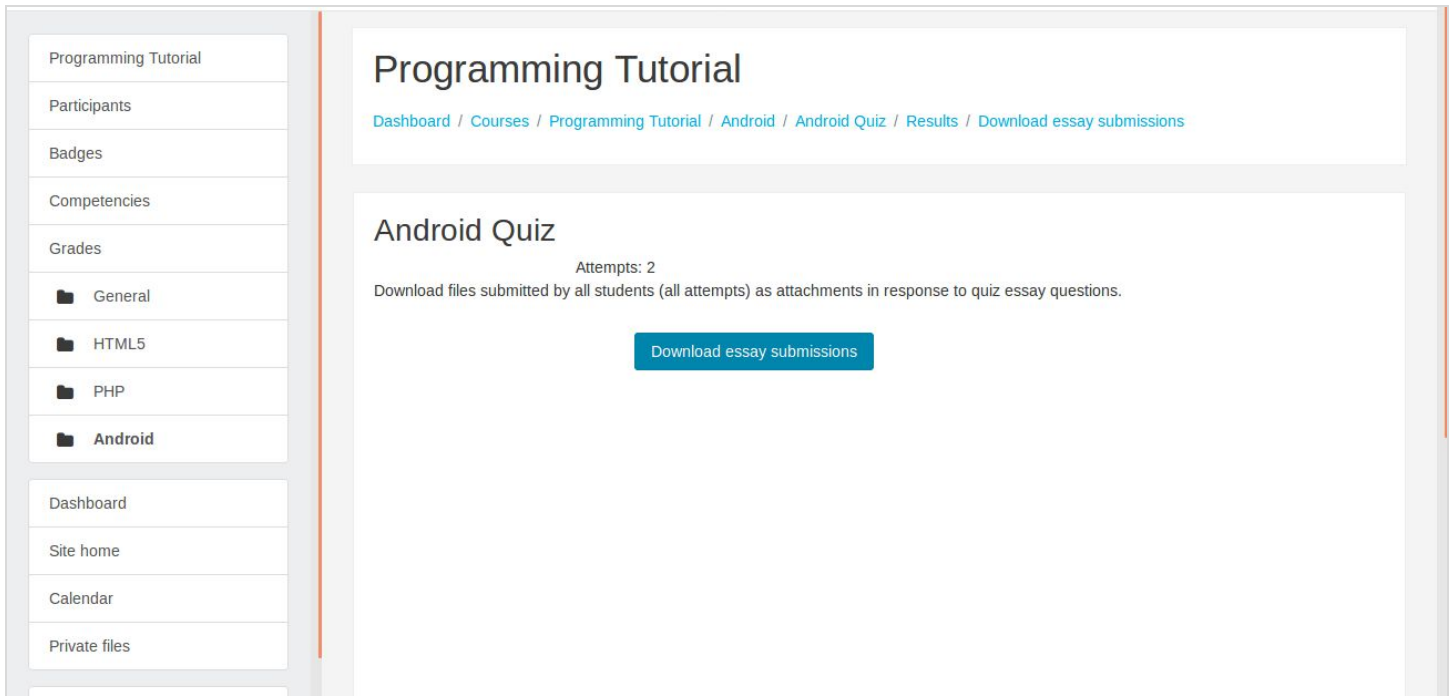 Programming Tutorial
Participants
Badges
Competencies
Grades
General
HTML5
PHP
Android
Dashboard
Site home
Calendar
Private files
Programming Tutorial
Dashboard / Courses / Programming Tutorial / Android / Android Quiz / Results / Download essay submissions
Android Quiz
Attempts: 2
Download files submitted by all students (all attempts) as attachments in response to quiz essay questions.
Download essay submissions